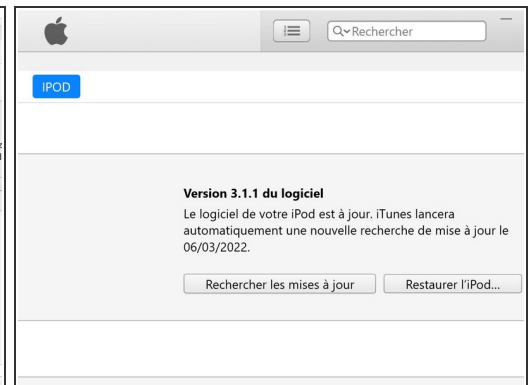 Rechercher
IPOD
Version 3.1.1 du logiciel
Le logiciel de votre iPod est à jour. iTunes lancera
automatiquement une nouvelle recherche de mise à jour le
06/03/2022.
Rechercher les mises à jour
Restaurer l'iPod...